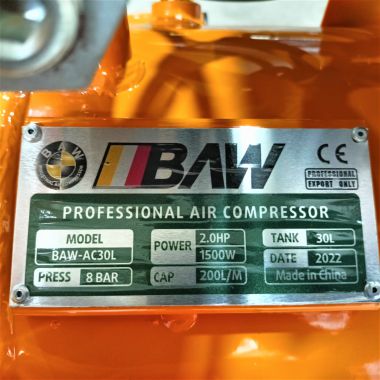 BAW
BAW
CE
PROFESSIONAL
EXPORT ONLY
PROFESSIONAL AIR COMPRESSOR
MODEL
BAW-AC30L
POWER 2.0HP
1500W
TANK 30L
PRESS 8 BAR
CAP 200L/M
DATE 2022
Made in China